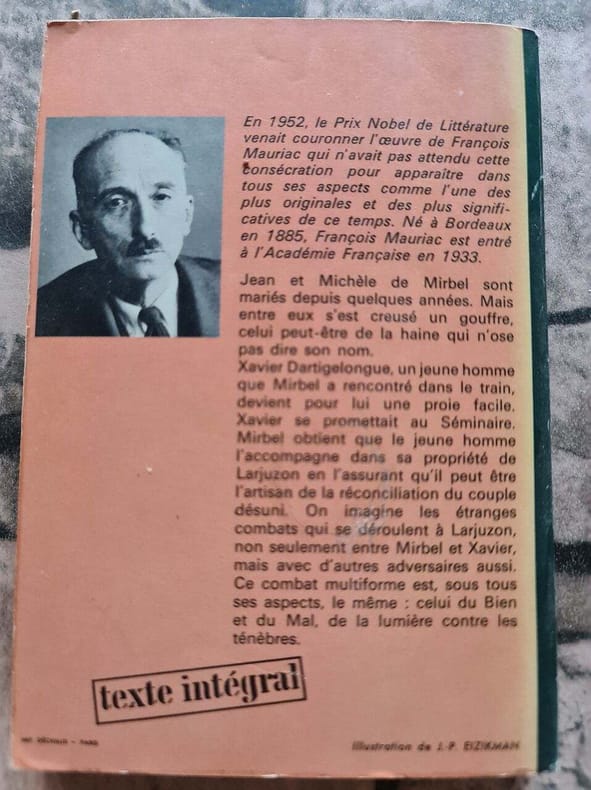 En 1952, le Prix Nobel de Littérature
venait couronner l'œuvre de François
Mauriac qui n'avait pas attendu cette
consécration pour apparaître dans
tous ses aspects comme l'une des
plus originales et des plus signifi-
catives de ce temps. Né à Bordeaux
en 1885, François Mauriac est entré
à l'Académie Française en 1933.
Jean et Michèle de Mirbel sont
mariés depuis quelques années. Mais
entre eux s'est creusé un gouffre,
celui peut-être de la haine qui n'ose
pas dire son nom.
Xavier Dartigelongue, un jeune homme
que Mirbel a rencontré dans le train,
devient pour lui une proie facile.
Xavier se promettait au Séminaire.
Mirbel obtient que le jeune homme
l'accompagne dans sa propriété de
Larjuzon en l'assurant qu'il peut être
l'artisan de la réconciliation du couple
désuni. On imagine les étranges
combats qui se déroulent à Larjuzon,
non seulement entre Mirbel et Xavier,
mais avec d'autres adversaires aussi.
Ce combat multiforme est, sous tous
ses aspects, le même : celui du Bien
et du Mal, de la lumière contre les
ténèbres.
texte intégral
- PARIS
Illustration de J.-P. EIZIKMAN